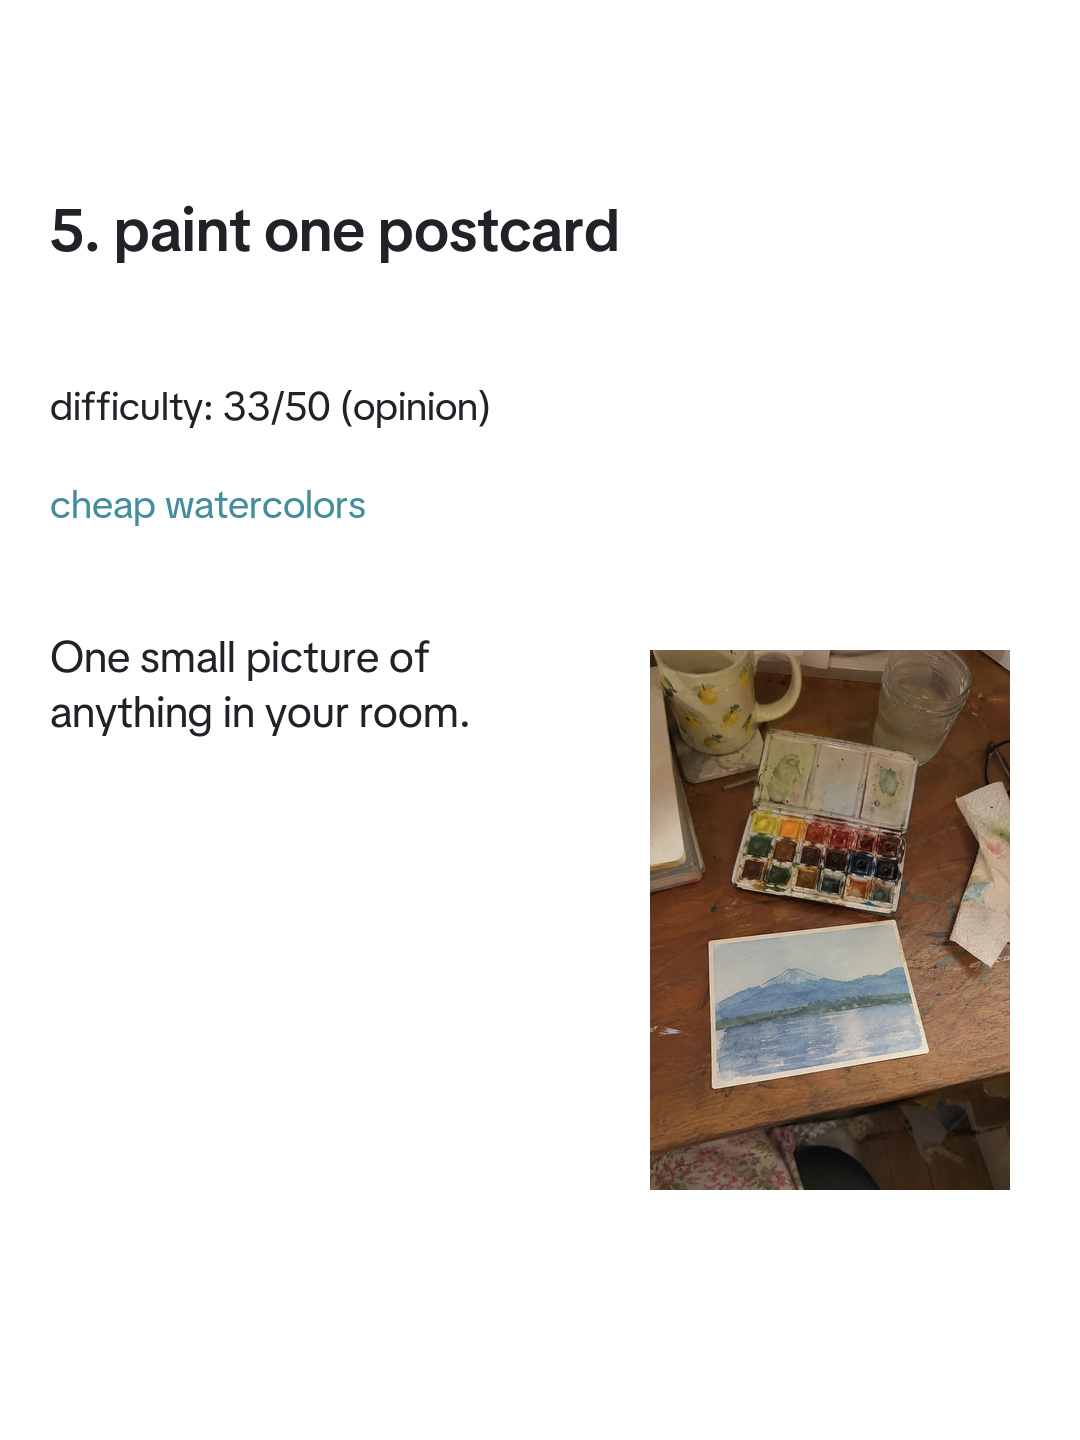 5. paint one postcard
difficulty: 33/50 (opinion)
cheap watercolors
One small picture of
anything in your room.